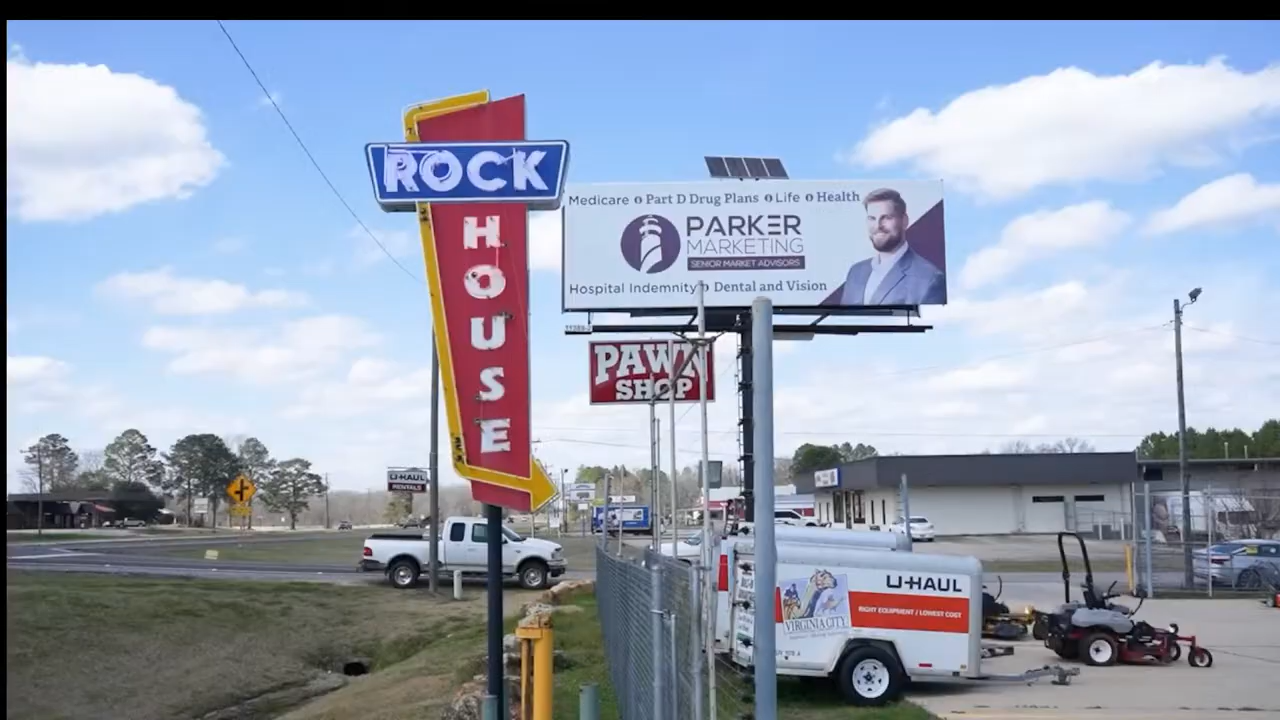 ROCK
HOUSE
Medicare Part D Drug Plans Life Health
PARKER
MARKETING
SENIOR MARKET ADVISORS
Hospital Indemnity Dental and Vision
PAWN
SHOP
U-HAUL
RENTALS
U-HAUL
RIGHT EQUIPMENT / LOWEST COST
VIRGINIA CITY